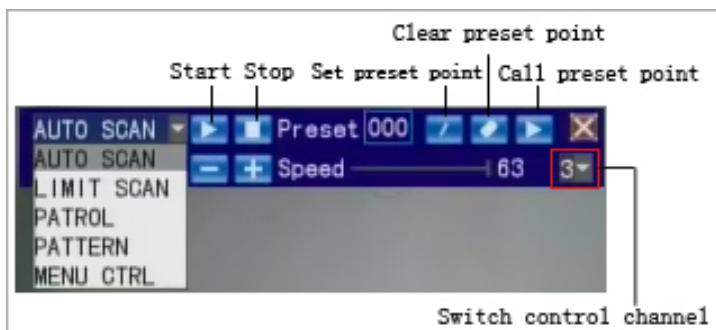 Clear preset point
Start Stop Set preset point Call preset point
AUTO SCAN Preset 000
AUTO SCAN Speed 63 3
LIMIT SCAN
PATROL
PATTERN
MENU CTRL
Switch control channel